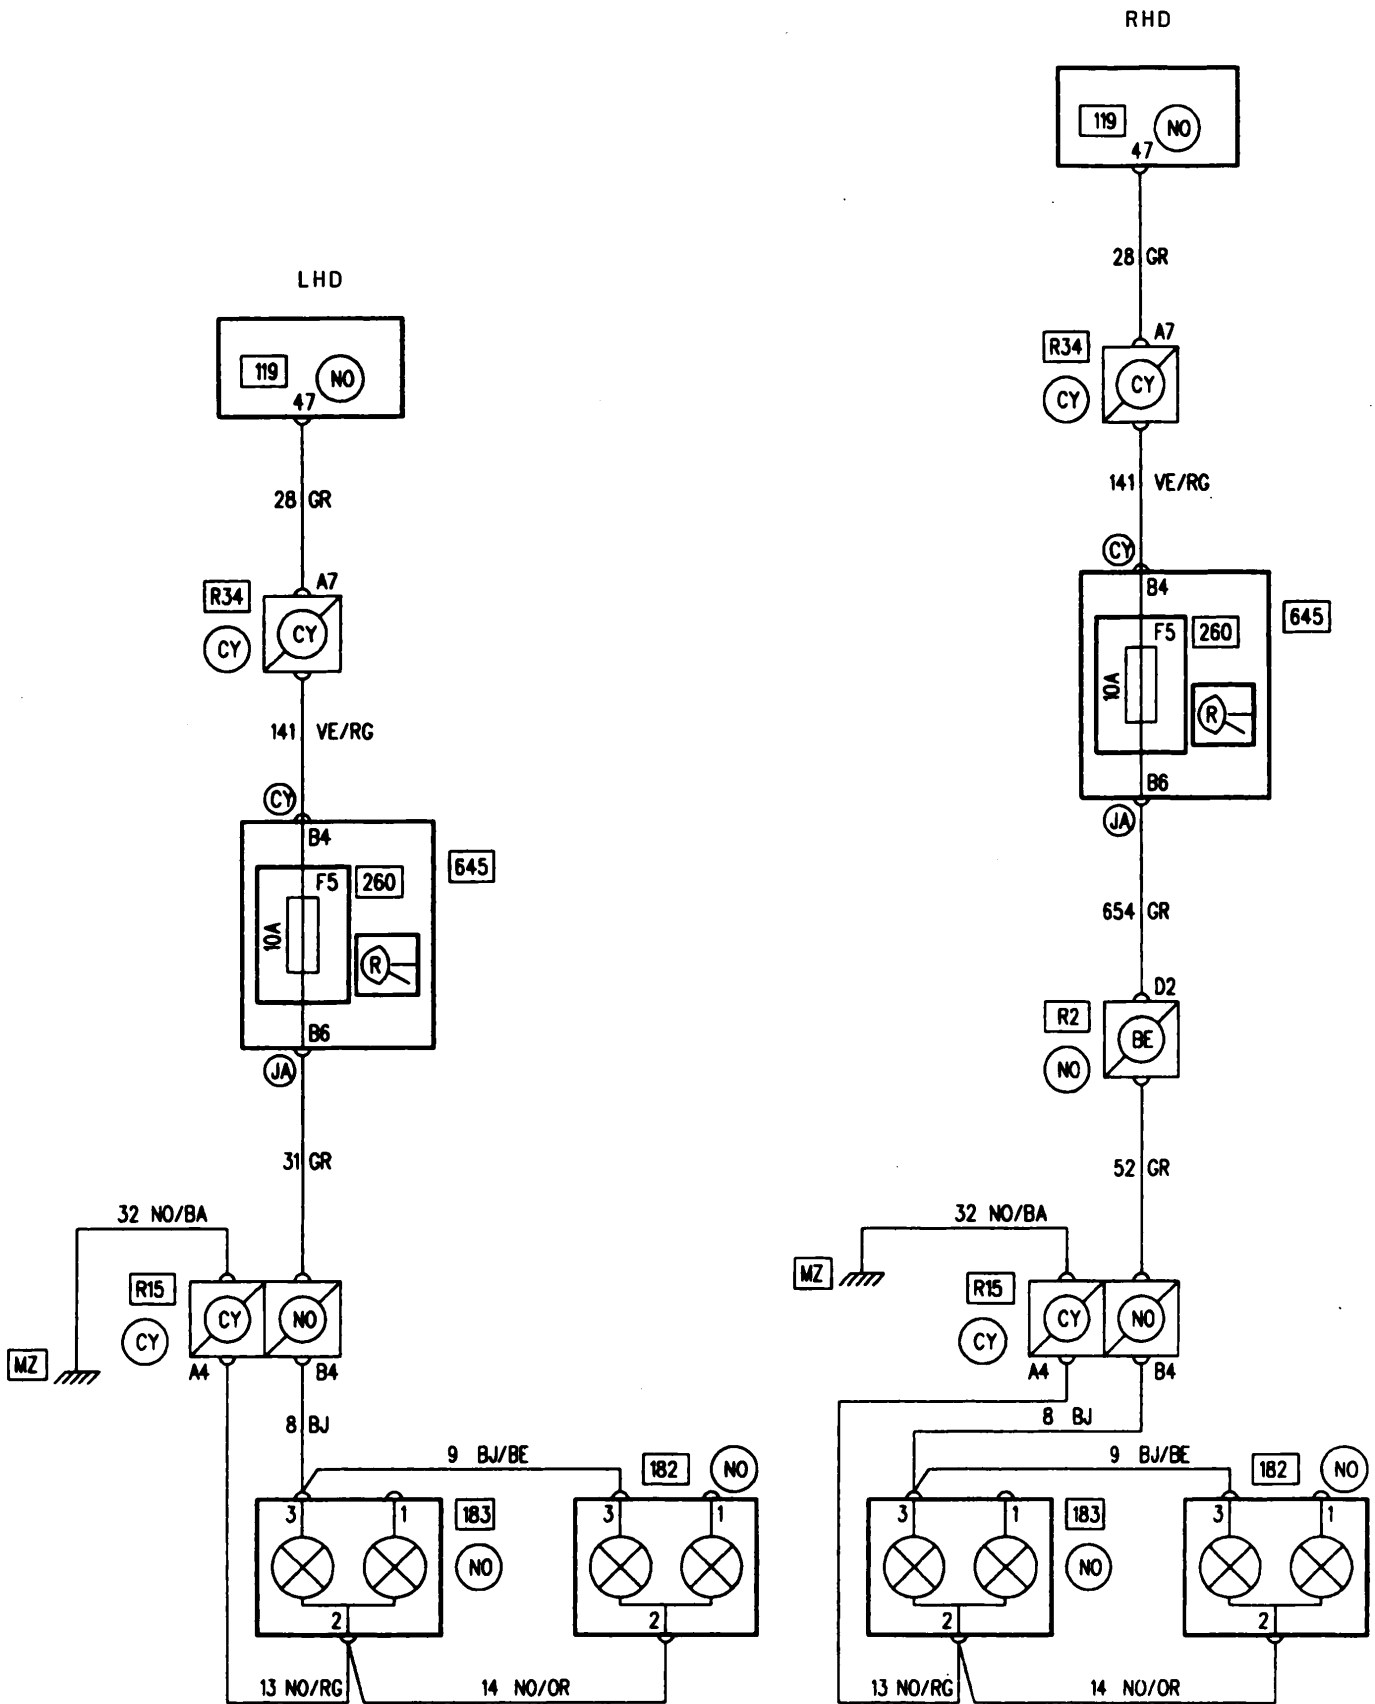 LHD
119 NO
47
28 GR
A7
R34
CY
CY
141 VE/RG
CY
B4
F5 260
645
10A
R
B6
JA
31 GR
32 NO/BA
R15
CY NO
CY
MZ
A4 B4
8 BJ
9 BJ/BE
182 NO
3 1
183
3 1
NO
2
2
13 NO/RG
14 NO/OR
RHD
119 NO
47
28 GR
A7
R34
CY
CY
141 VE/RG
CY
B4
F5 260
645
10A
R
B6
JA
654 GR
D2
R2
BE
NO
52 GR
32 NO/BA
MZ
R15
CY NO
CY
A4 B4
8 BJ
9 BJ/BE
182 NO
3 1
183
3 1
NO
2
2
13 NO/RG
14 NO/OR